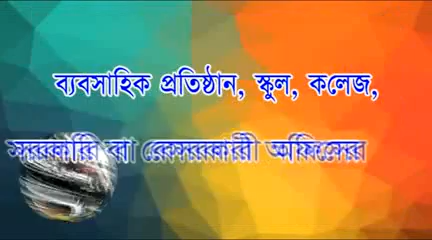 ব্যবসাহিক প্রতিষ্ঠান, স্কুল, কলেজ,
সরকারী বা বেসরকারী অফিসের